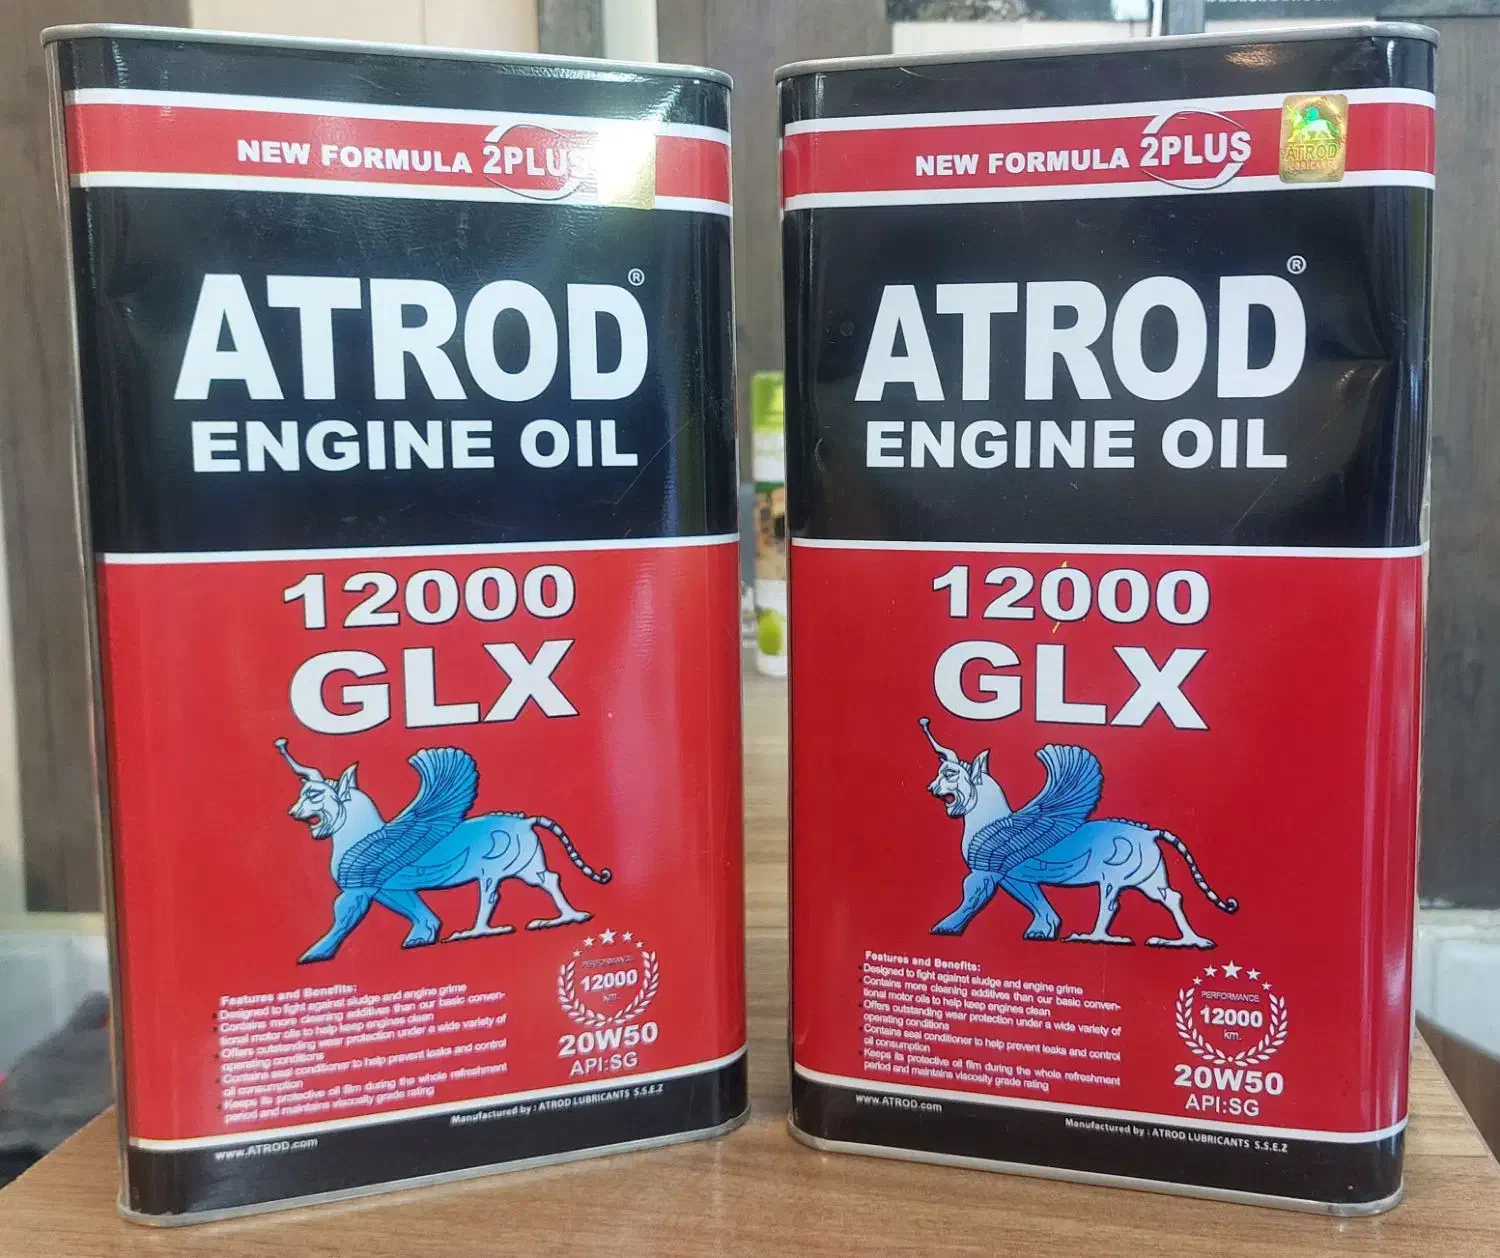 NEW FORMULA 2PLUS
ATROD®
ENGINE OIL
12000
GLX
Features and Benefits:
Designed to fight against sludge and engine grime
Contains more cleaning additives than our basic conven-
tional motor oils to help keep engines clean
Offers outstanding wear protection under a wide variety of
operating conditions
Contains seal conditioner to help prevent leaks and control
oil consumption
Keeps its protective oil film during the whole refreshment
period and maintains viscosity grade rating
PERFORMANCE
12000
km.
20W50
API:SG
www.ATROD.com
Manufactured by : ATROD LUBRICANTS S.S.E.Z
NEW FORMULA 2PLUS
ATROD
LUBRICANTS
ATROD®
ENGINE OIL
12000
GLX
Features and Benefits:
Designed to fight against sludge and engine grime
Contains more cleaning additives than our basic conven-
tional motor oils to help keep engines clean
Offers outstanding wear protection under a wide variety of
operating conditions
Contains seal conditioner to help prevent leaks and control
oil consumption
Keeps its protective oil film during the whole refreshment
period and maintains viscosity grade rating
PERFORMANCE
12000
km.
20W50
API:SG
www.ATROD.com
Manufactured by : ATROD LUBRICANTS S.S.E.Z